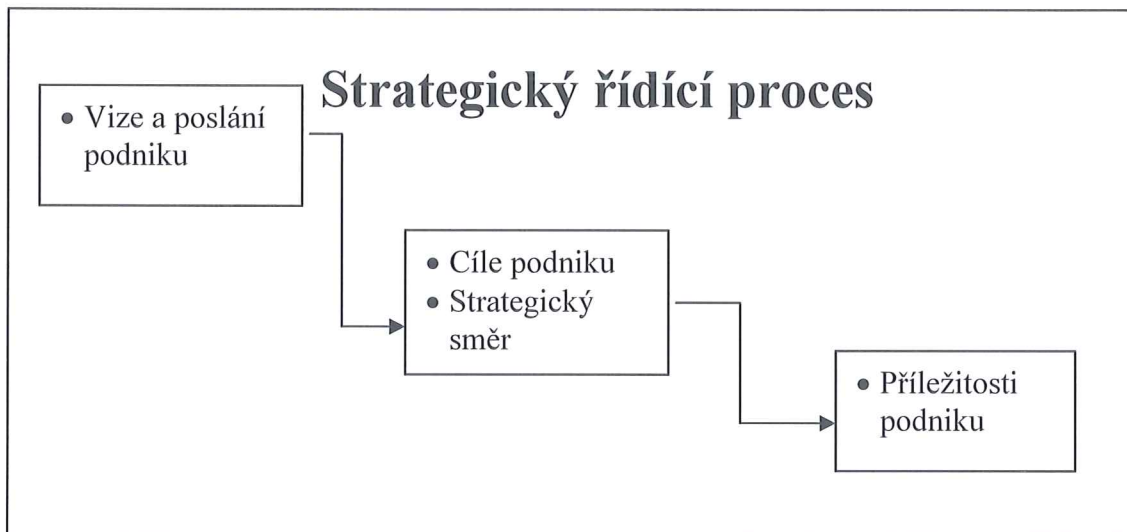 Strategický řídící proces
• Vize a poslání
podniku
• Cíle podniku
• Strategický
směr
• Příležitosti
podniku